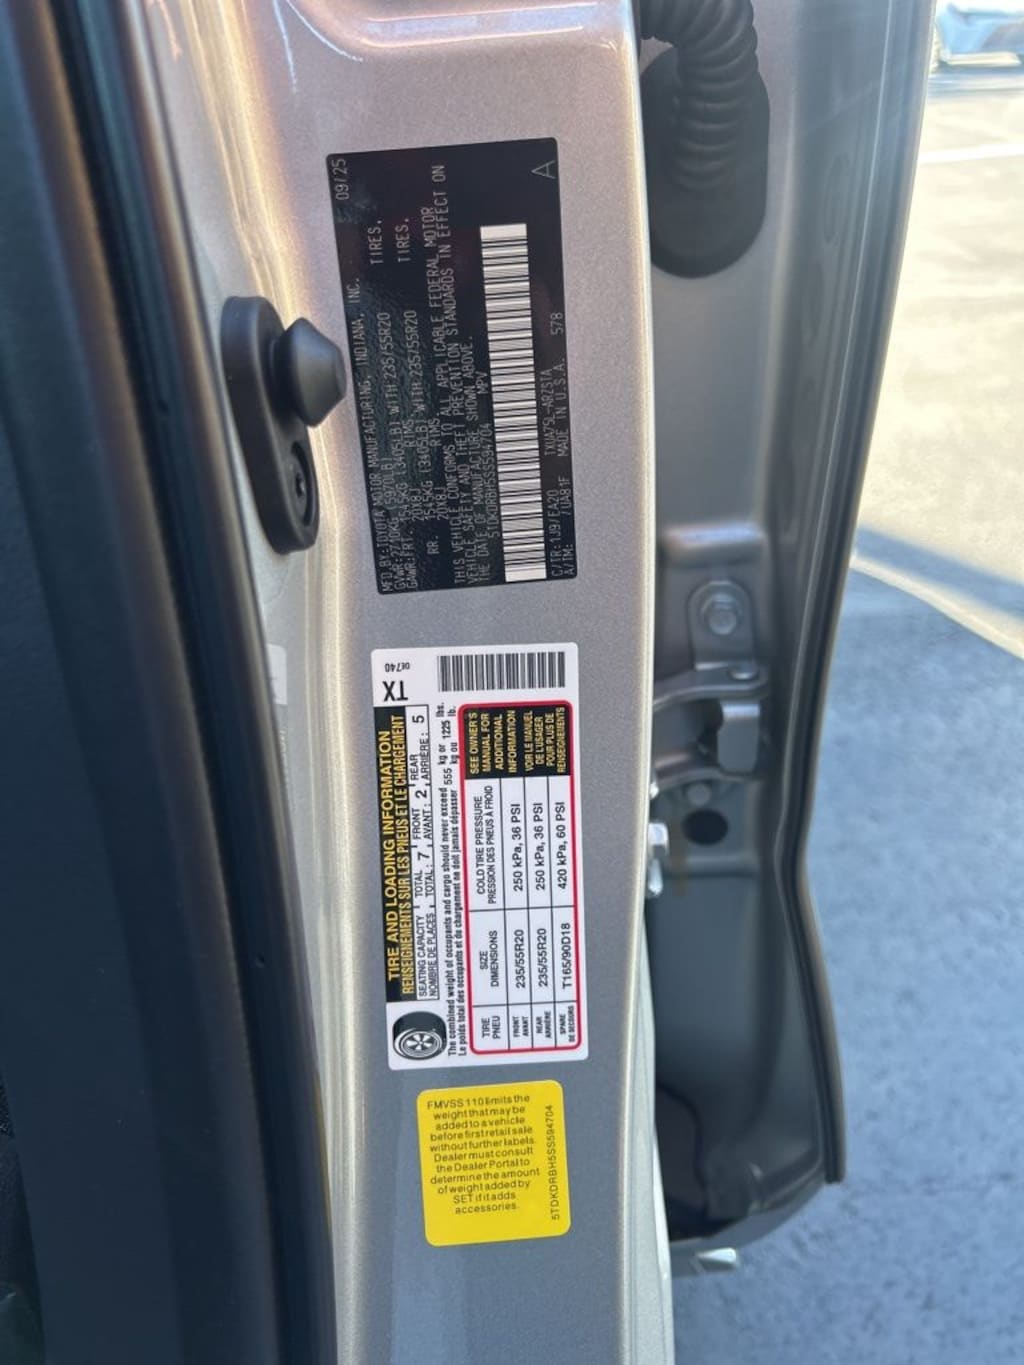 MFD.BY:TOYOTA MOTOR MANUFACTURING, INDIANA, INC. 09/25
GVWR:2710KG( 5970LB)
GAWR:FR. 1545KG (3405LB) WITH 235/55R20 TIRES,
20X8J RIMS,
RR. 1545KG (3405LB) WITH 235/55R20 TIRES,
20X8J RIMS,
THIS VEHICLE CONFORMS TO ALL APPLICABLE FEDERAL MOTOR
VEHICLE SAFETY AND THEFT PREVENTION STANDARDS IN EFFECT ON
THE DATE OF MANUFACTURE SHOWN ABOVE.
5TDKDRBH5SS594704 MPV
C/TR:1J9/EA20 TXUA75L-ARZSTA 578 A
A/TM: /UA81F MADE IN U.S.A.
TX
0E740
TIRE AND LOADING INFORMATION
RENSEIGNEMENTS SUR LES PNEUS ET LE CHARGEMENT
SEATING CAPACITY TOTAL 7 FRONT 2 REAR 5
NOMBRE DE PLACES TOTAL: AVANT: ARRIÈRE:
The combined weight of occupants and cargo should never exceed 555 kg or 1225 lbs.
Le poids total des occupants et du chargement ne doit jamais dépasser kg ou lb.
TIRE
PNEU
SIZE
DIMENSIONS
COLD TIRE PRESSURE
PRESSION DES PNEUS À FROID
SEE OWNER'S
MANUAL FOR
ADDITIONAL
INFORMATION
VOIR LE MANUEL
DE L'USAGER
POUR PLUS DE
RENSEIGNEMENTS
FRONT
AVANT
235/55R20
250 kPa, 36 PSI
REAR
ARRIÈRE
235/55R20
250 kPa, 36 PSI
SPARE
DE SECOURS
T165/90D18
420 kPa, 60 PSI
FMVSS 110 limits the
weight that may be
added to a vehicle
before first retail sale
without further labels.
Dealer must consult
the Dealer Portal to
determine the amount
of weight added by
SET if it adds
accessories.
5TDKDRBH5SS594704